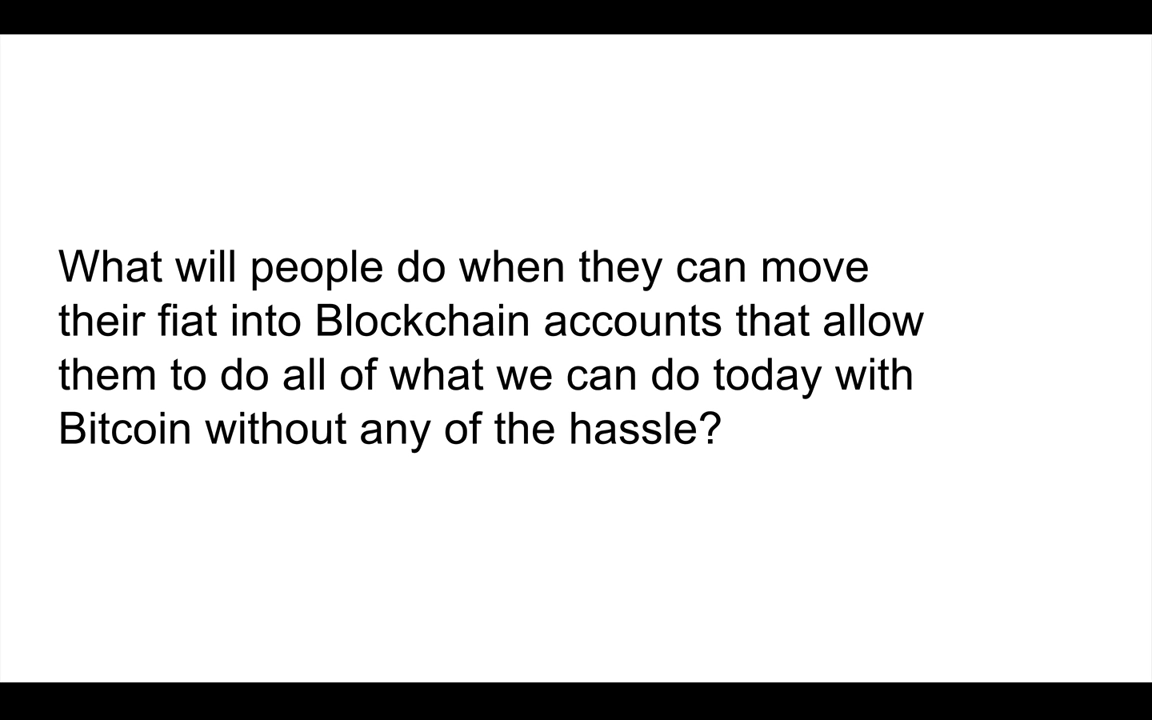 What will people do when they can move
their fiat into Blockchain accounts that allow
them to do all of what we can do today with
Bitcoin without any of the hassle?